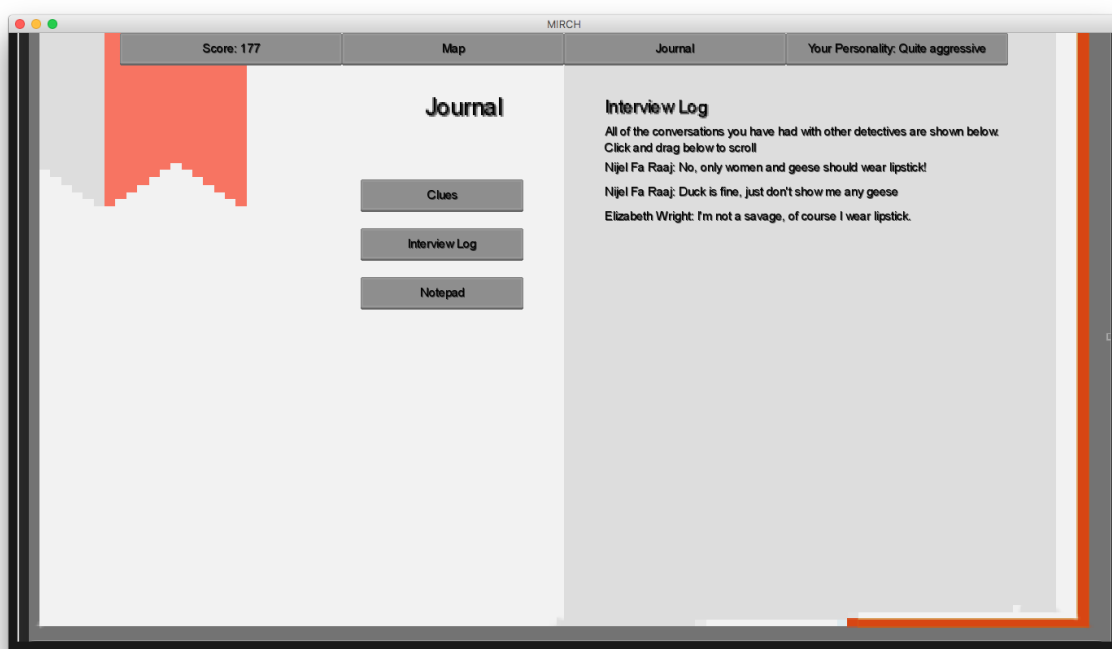 MIRCH
Score: 177
Map
Journal
Your Personality: Quite aggressive
Journal
Clues
Interview Log
Notepad
Interview Log
All of the conversations you have had with other detectives are shown below.
Click and drag below to scroll
Nijel Fa Raaj: No, only women and geese should wear lipstick!
Nijel Fa Raaj: Duck is fine, just don't show me any geese
Elizabeth Wright: I'm not a savage, of course I wear lipstick.